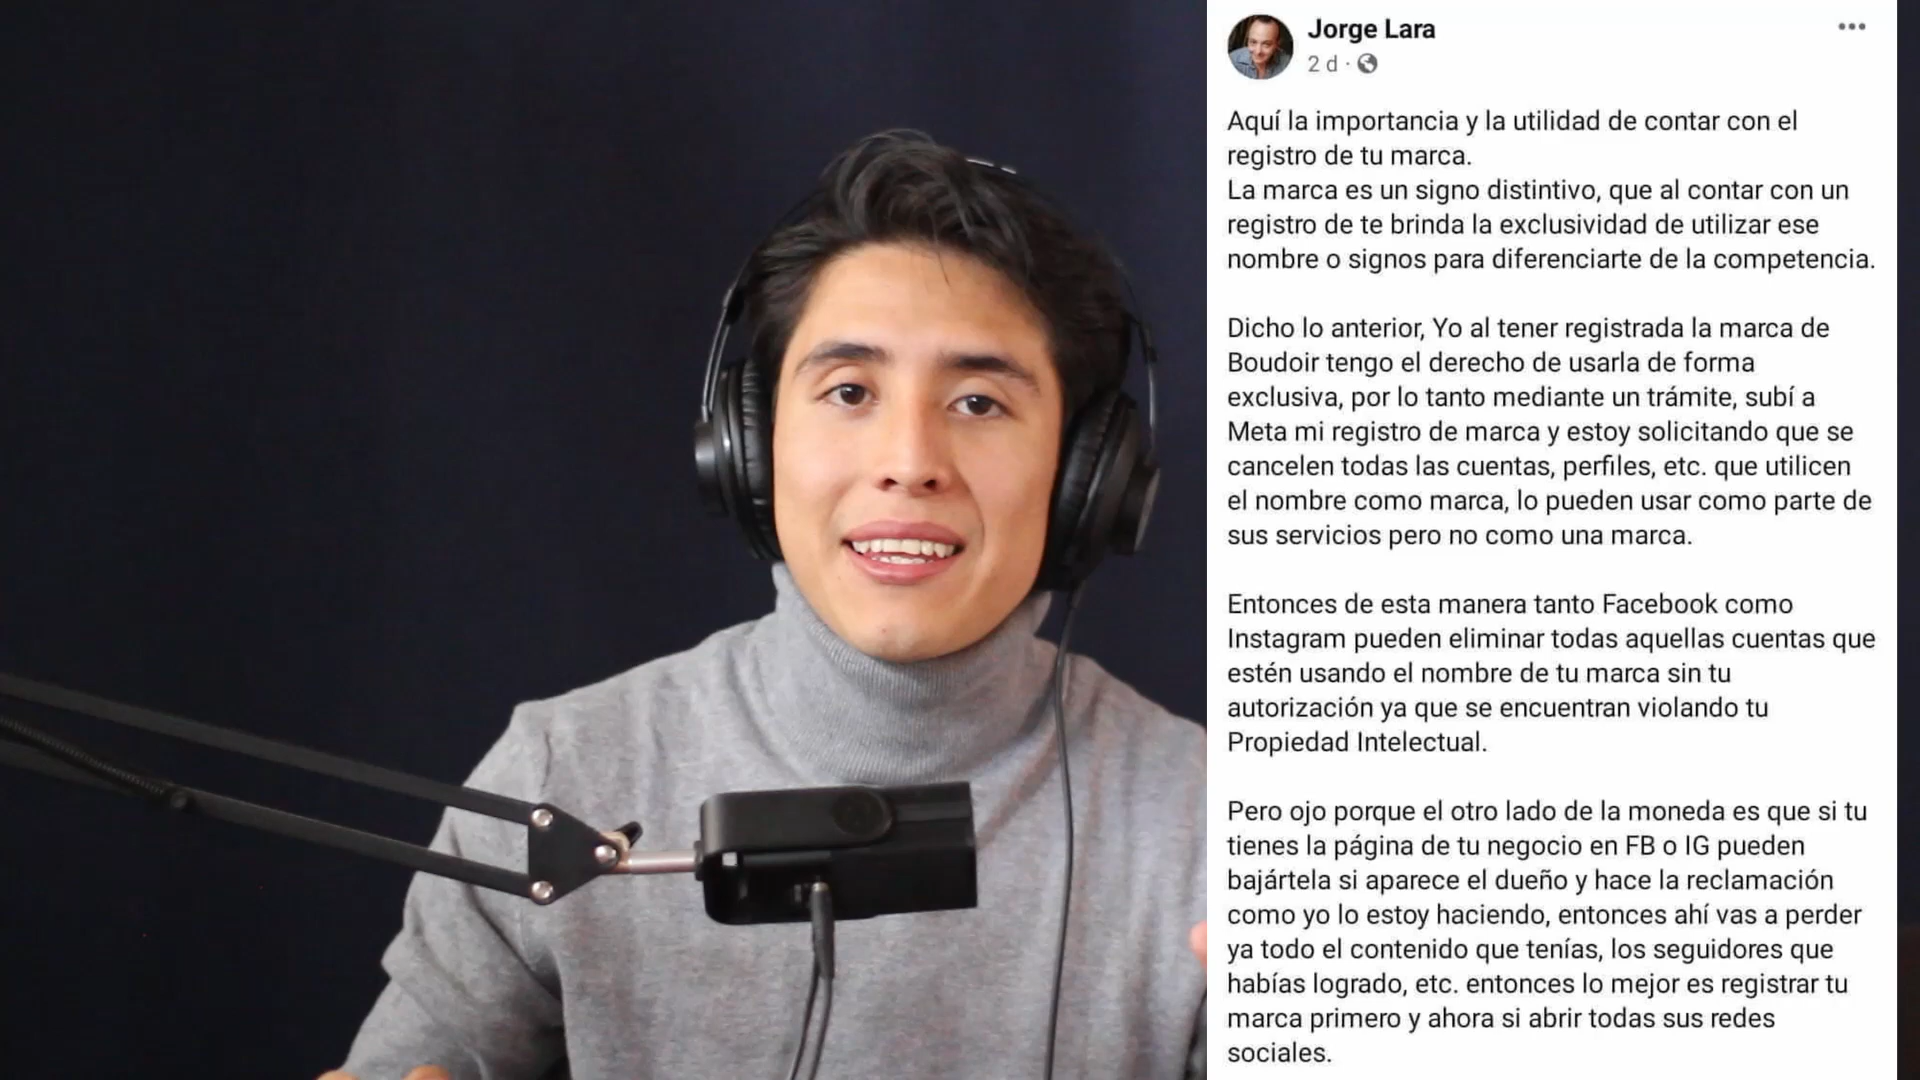 Jorge Lara
2 d ·
Aquí la importancia y la utilidad de contar con el
registro de tu marca.
La marca es un signo distintivo, que al contar con un
registro de te brinda la exclusividad de utilizar ese
nombre o signos para diferenciarte de la competencia.
Dicho lo anterior, Yo al tener registrada la marca de
Boudoir tengo el derecho de usarla de forma
exclusiva, por lo tanto mediante un trámite, subí a
Meta mi registro de marca y estoy solicitando que se
cancelen todas las cuentas, perfiles, etc. que utilicen
el nombre como marca, lo pueden usar como parte de
sus servicios pero no como una marca.
Entonces de esta manera tanto Facebook como
Instagram pueden eliminar todas aquellas cuentas que
estén usando el nombre de tu marca sin tu
autorización ya que se encuentran violando tu
Propiedad Intelectual.
Pero ojo porque el otro lado de la moneda es que si tu
tienes la página de tu negocio en FB o IG pueden
bajártela si aparece el dueño y hace la reclamación
como yo lo estoy haciendo, entonces ahí vas a perder
ya todo el contenido que tenías, los seguidores que
habías logrado, etc. entonces lo mejor es registrar tu
marca primero y ahora si abrir todas sus redes
sociales.